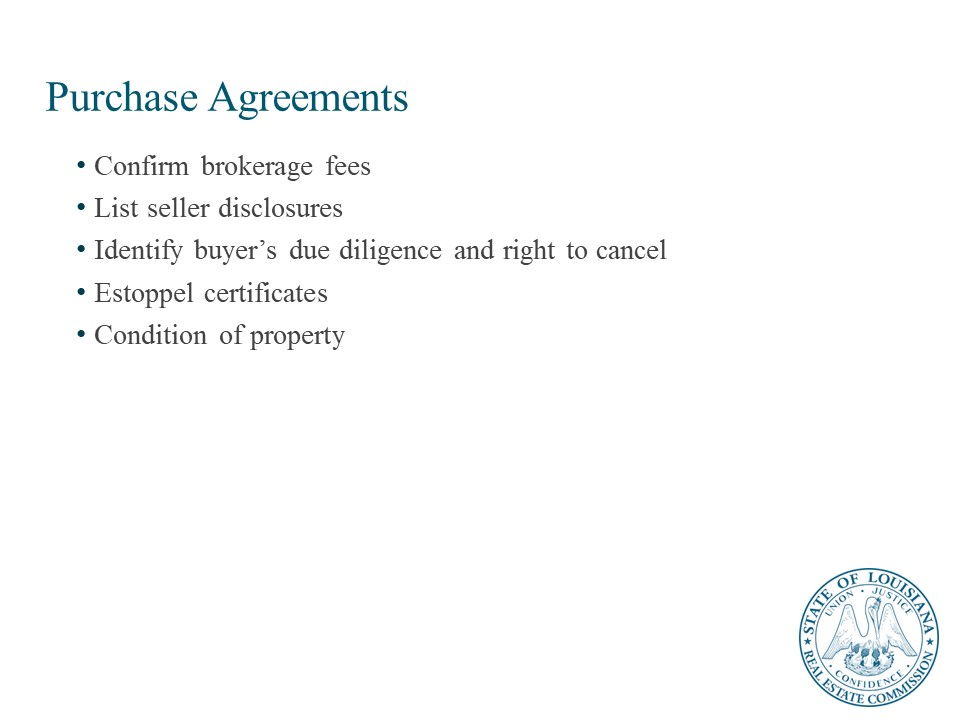 Purchase Agreements
• Confirm brokerage fees
• List seller disclosures
• Identify buyer’s due diligence and right to cancel
• Estoppel certificates
• Condition of property
STATE OF LOUISIANA
UNION · JUSTICE
CONFIDENCE
REAL ESTATE COMMISSION